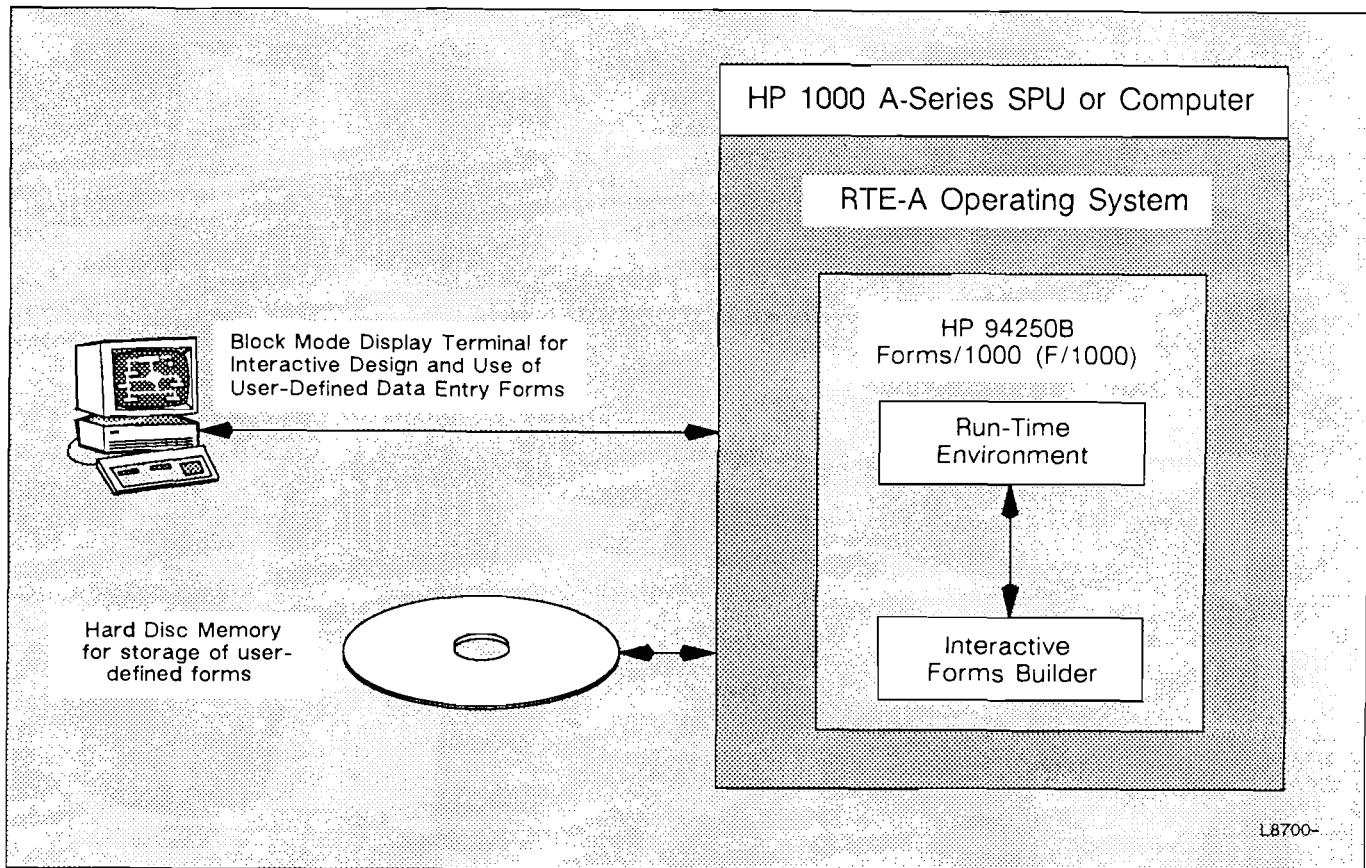 HP 1000 A-Series SPU or Computer
RTE-A Operating System
Block Mode Display Terminal for
Interactive Design and Use of
User-Defined Data Entry Forms
HP 94250B
Forms/1000 (F/1000)
Run-Time
Environment
Hard Disc Memory
for storage of user-
defined forms
Interactive
Forms Builder
L8700-